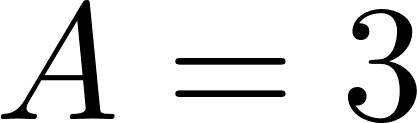 A = 3